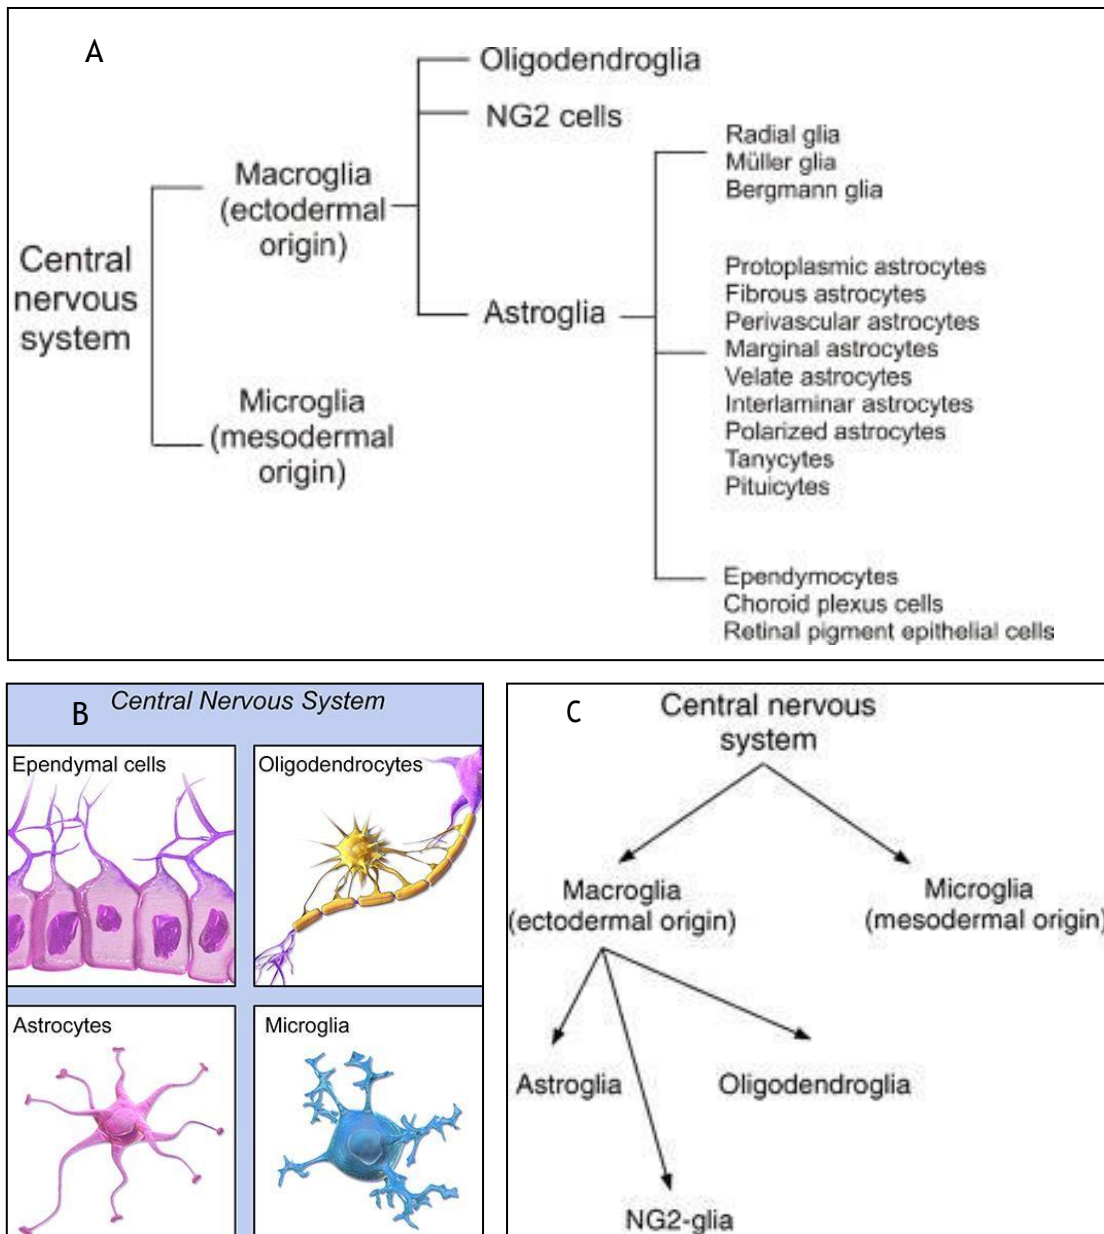 A
Central
nervous
system
Macroglia
(ectodermal
origin)
Microglia
(mesodermal
origin)
Oligodendroglia
NG2 cells
Astroglia
Radial glia
Müller glia
Bergmann glia
Protoplasmic astrocytes
Fibrous astrocytes
Perivascular astrocytes
Marginal astrocytes
Velate astrocytes
Interlaminar astrocytes
Polarized astrocytes
Tanycytes
Pituicytes
Ependymocytes
Choroid plexus cells
Retinal pigment epithelial cells
B
Central Nervous System
Ependymal cells
Oligodendrocytes
Astrocytes
Microglia
C
Central nervous
system
Macroglia
(ectodermal origin)
Microglia
(mesodermal origin)
Astroglia
Oligodendroglia
NG2-glia